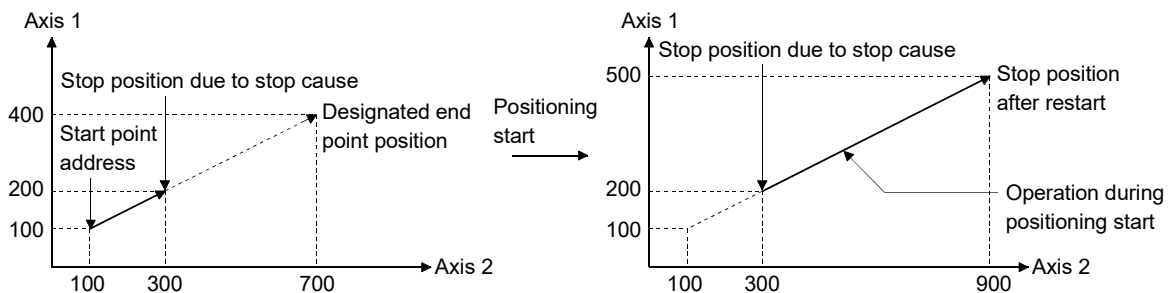 Axis 1
Stop position due to stop cause
400
Designated end
point position
Start point
address
200
100
100
300
700
Axis 2
Positioning
start
Axis 1
Stop position due to stop cause
500
Stop position
after restart
200
Operation during
positioning start
100
100
300
900
Axis 2